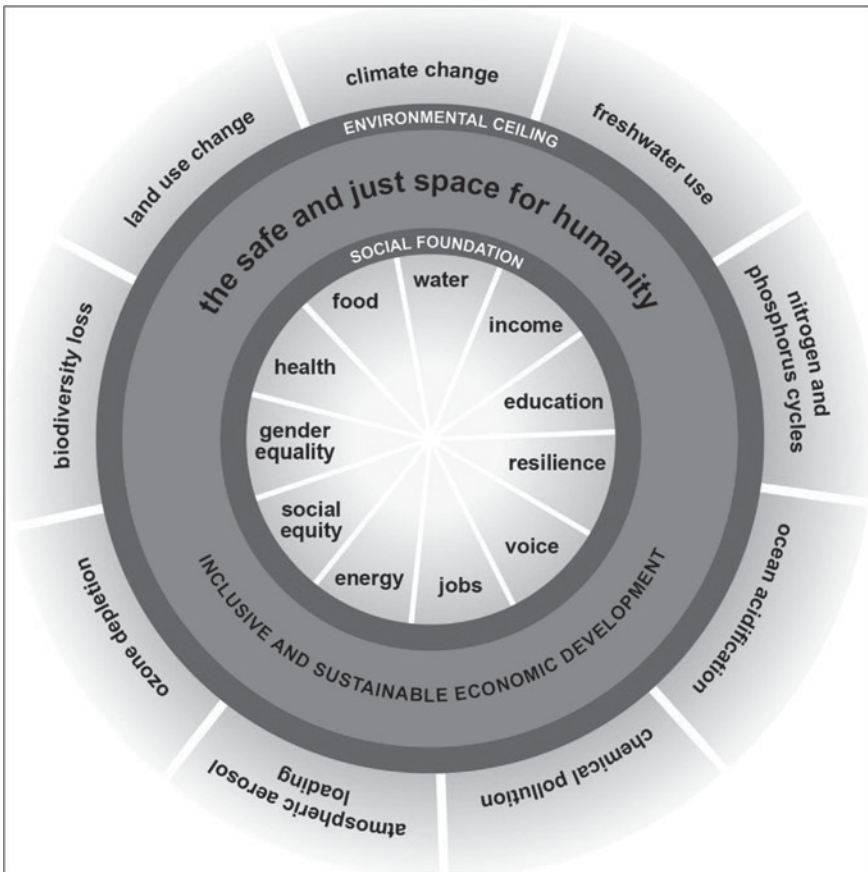 climate change
freshwater use
nitrogen and
phosphorus cycles
ocean acidification
chemical pollution
atmospheric aerosol
loading
ozone depletion
biodiversity loss
land use change
ENVIRONMENTAL CEILING
the safe and just space for humanity
SOCIAL FOUNDATION
water
income
education
resilience
voice
jobs
energy
social
equity
gender
equality
health
food
INCLUSIVE AND SUSTAINABLE ECONOMIC DEVELOPMENT